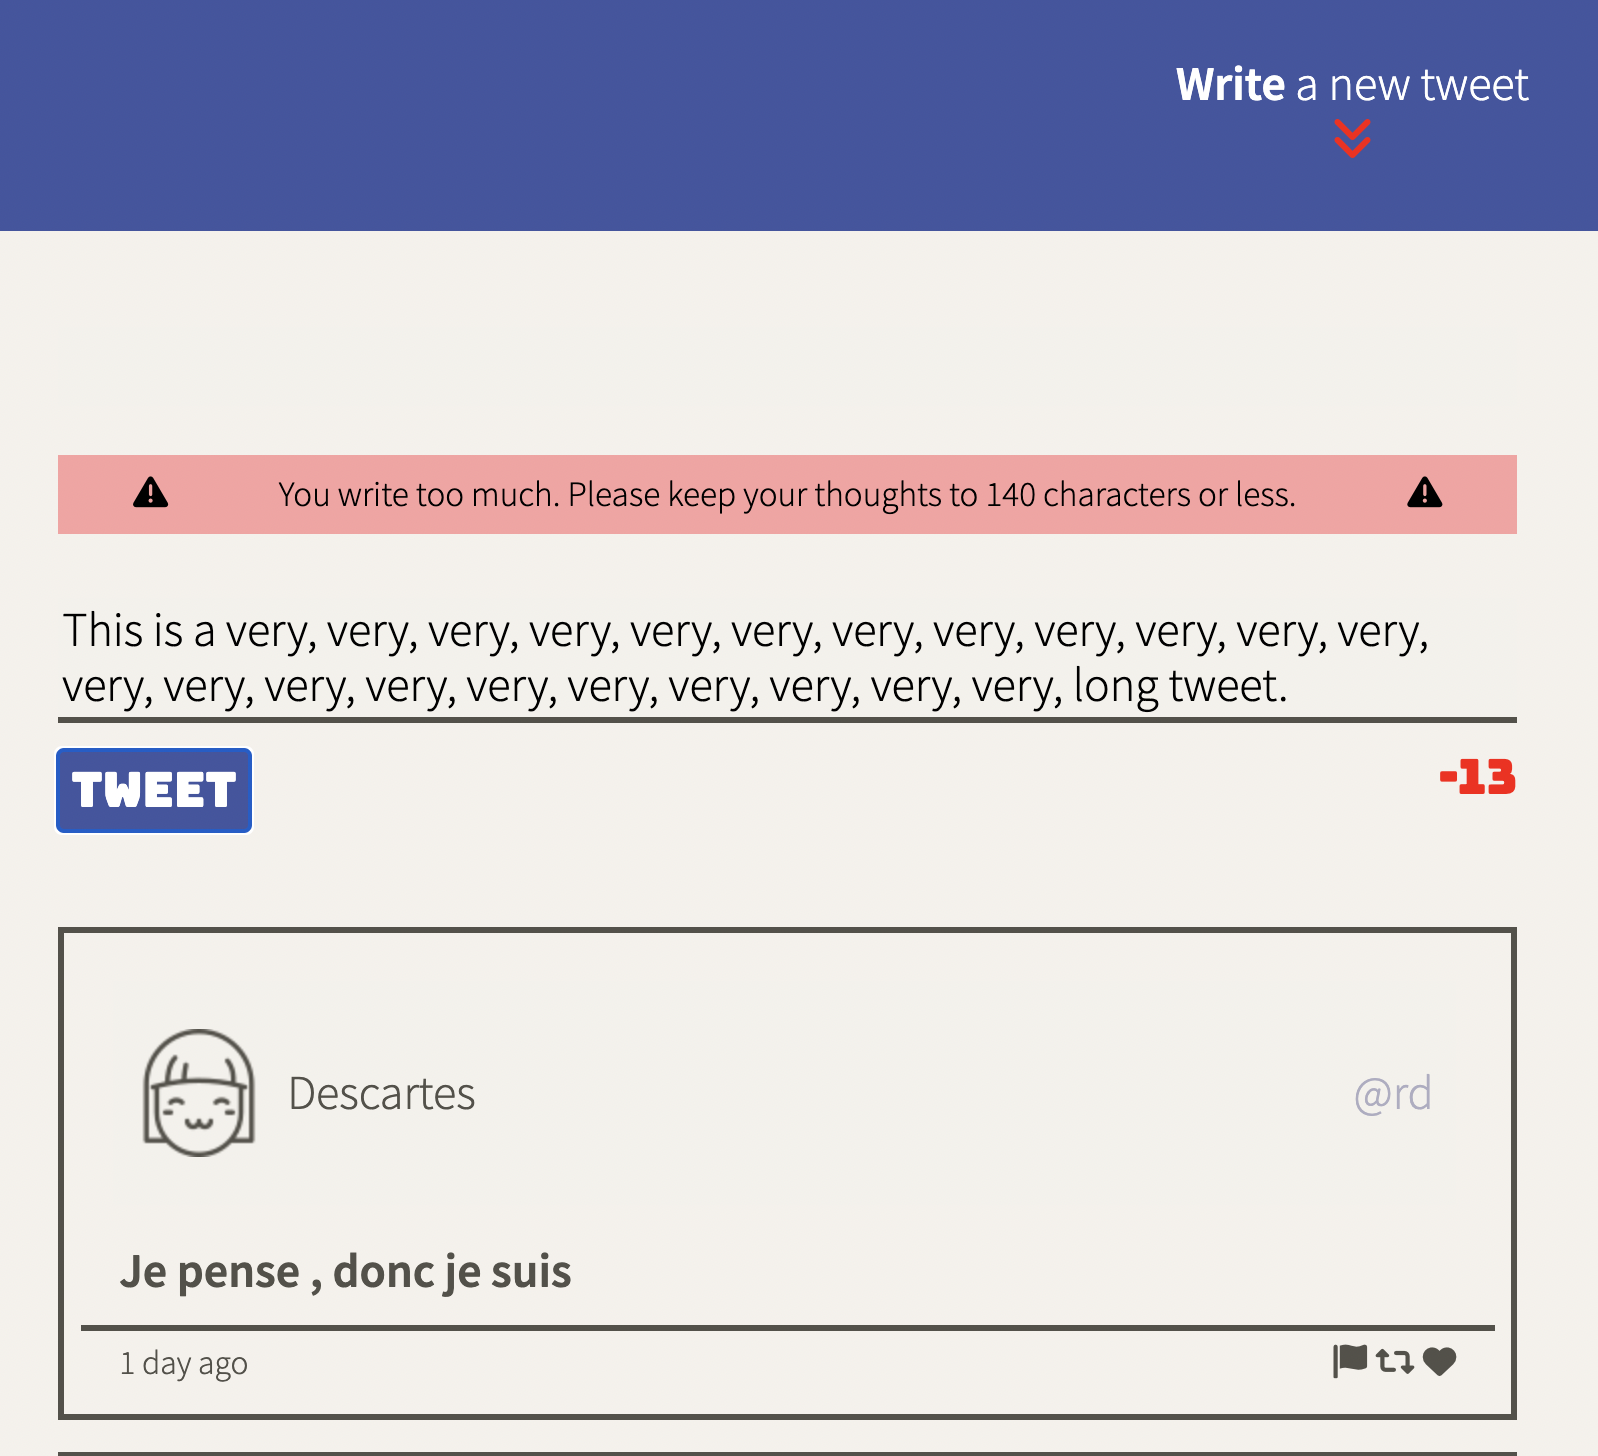 Write a new tweet
You write too much. Please keep your thoughts to 140 characters or less.
This is a very, very, very, very, very, very, very, very, very, very, very, very,
very, very, very, very, very, very, very, very, very, very, long tweet.
TWEET
-13
Descartes
@rd
Je pense , donc je suis
1 day ago